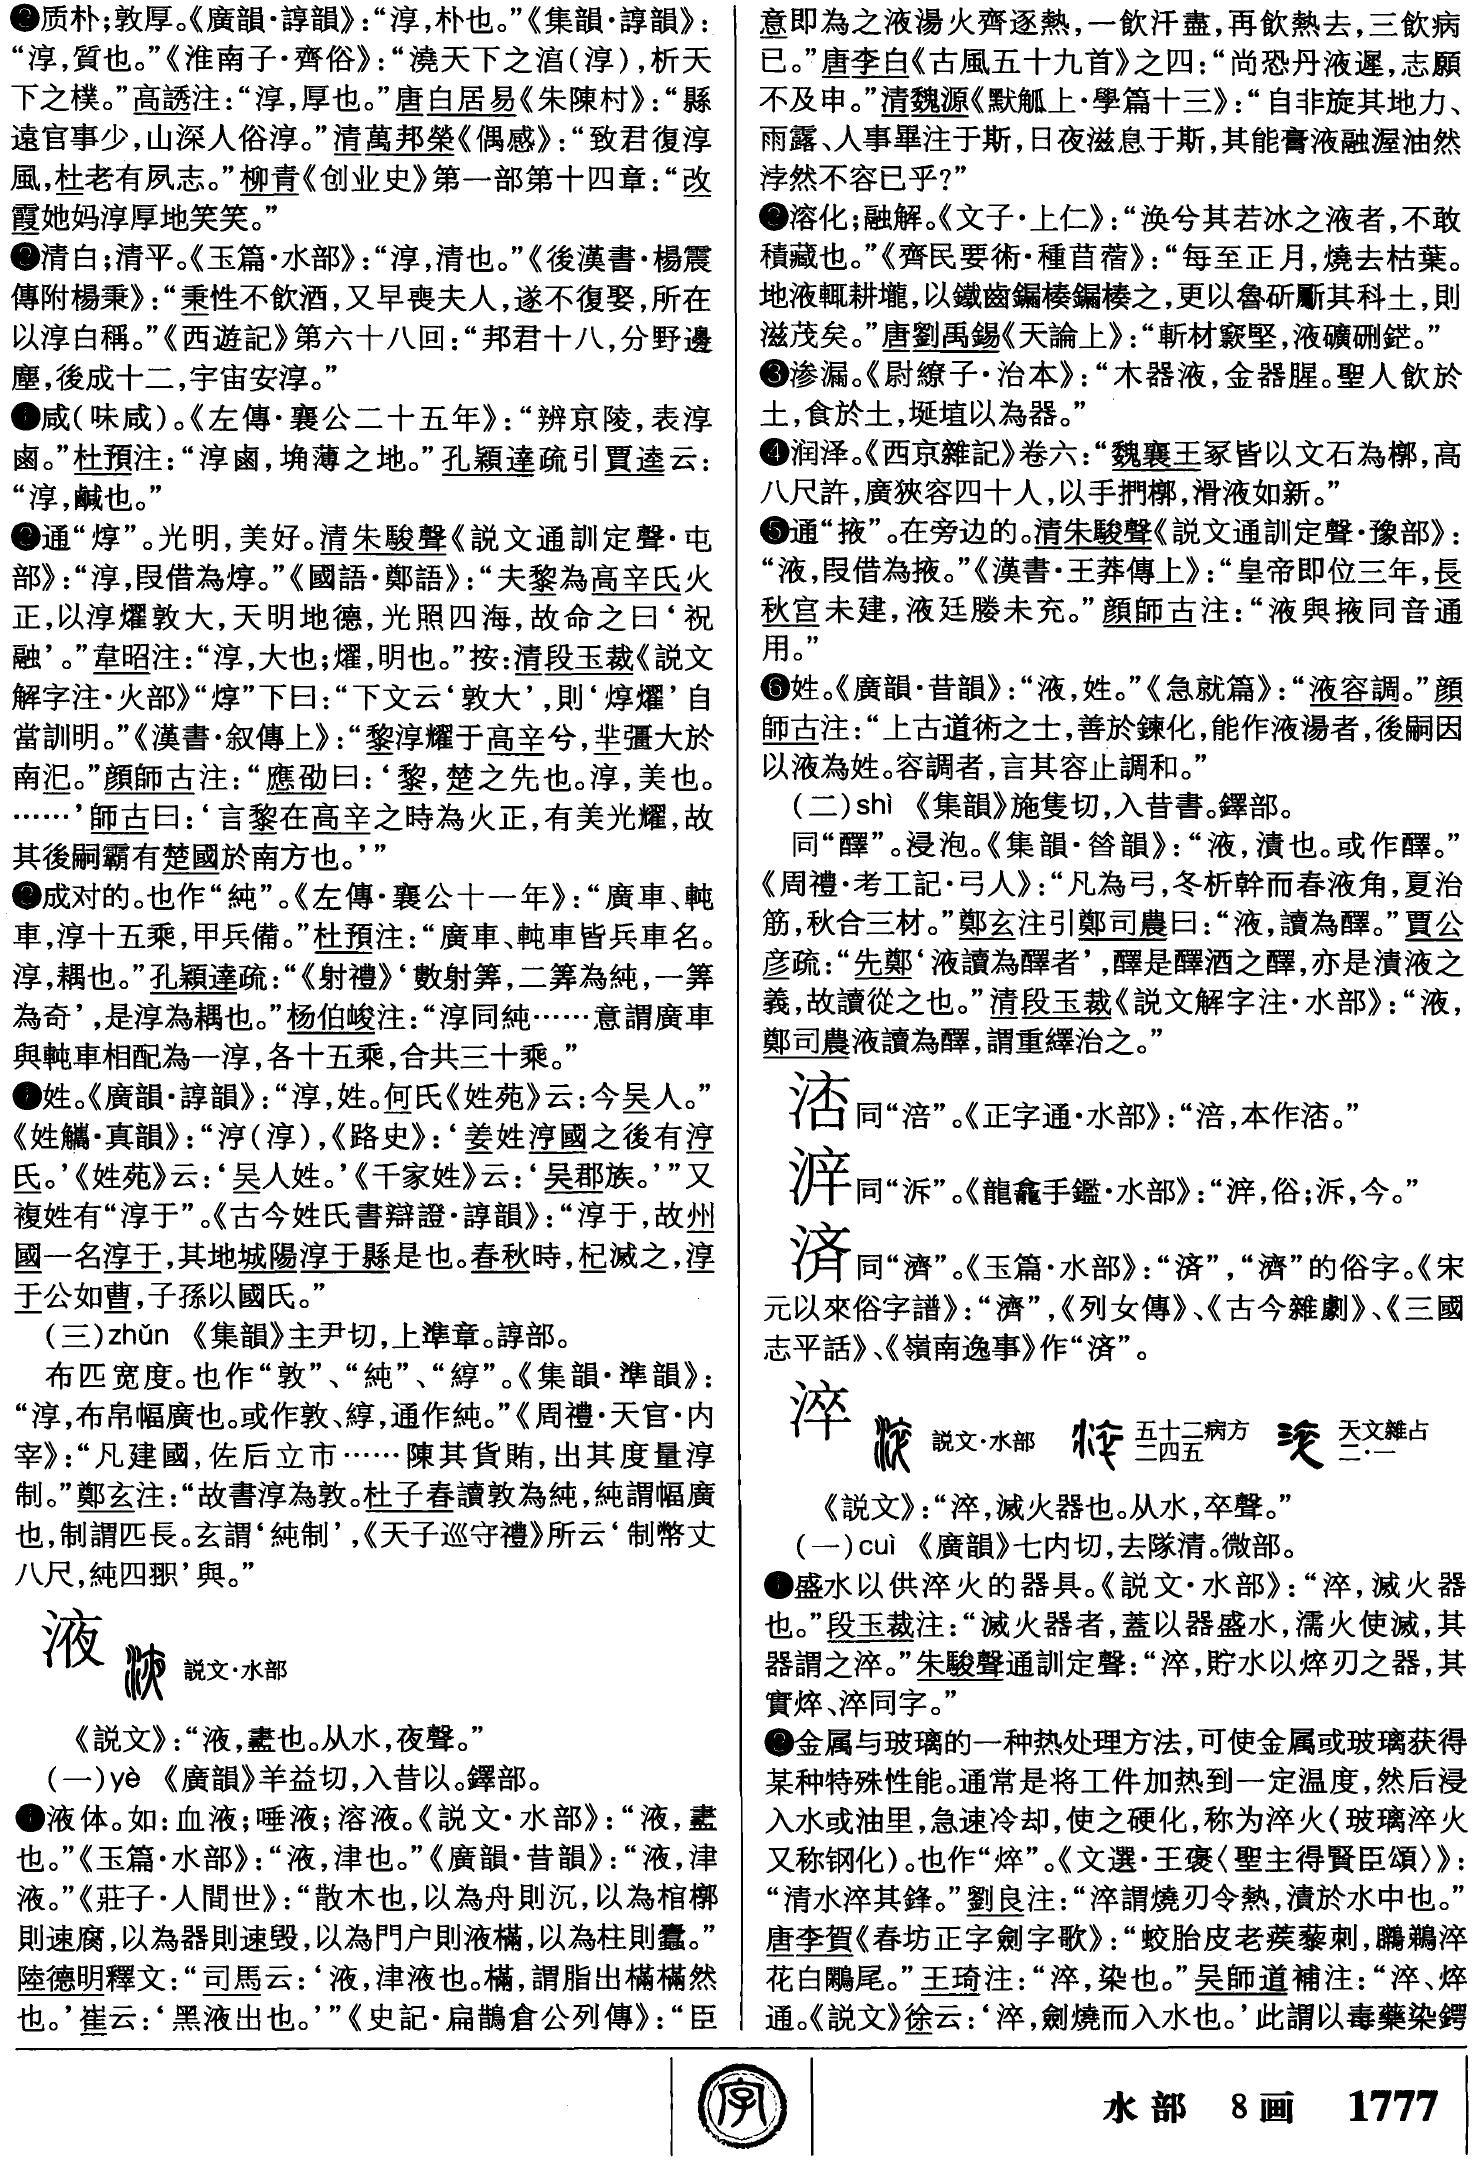 ❷质朴;敦厚。《廣韻·諄韻》:“淳,朴也。”《集韻·諄韻》:
“淳,質也。”《淮南子·齊俗》:“澆天下之湻(淳),析天
下之樸。”高誘注:“淳,厚也。”唐白居易《朱陳村》:“縣
遠官事少,山深人俗淳。”清萬邦榮《偶感》:“致君復淳
風,杜老有夙志。”柳青《创业史》第一部第十四章:“改
霞她妈淳厚地笑笑。”
清白;清平。《玉篇·水部》:“淳,清也。”《後漢書·楊震
傳附楊秉》:“秉性不飲酒,又早喪夫人,遂不復娶,所在
以淳白稱。”《西遊記》第六十八回:“邦君十八,分野邊
塵,後成十二,宇宙安淳。”
咸(味咸)。《左傳·襄公二十五年》:“辨京陵,表淳
鹵。”杜預注:“淳鹵,埆薄之地。”孔穎達疏引賈逵云:
“淳,鹹也。”
通“焞”。光明,美好。清朱駿聲《説文通訓定聲·屯
部》:“淳,叚借為焞。”《國語·鄭語》:“夫黎為高辛氏火
正,以淳燿敦大,天明地德,光照四海,故命之曰‘祝
融’。”韋昭注:“淳,大也;燿,明也。”按:清段玉裁《説文
解字注·火部》“焞”下曰:“下文云‘敦大’,則‘焞燿’自
當訓明。”《漢書·叙傳上》:“黎淳耀于高辛兮,羋彊大於
南汜。”顔師古注:“應劭曰:‘黎,楚之先也。淳,美也。
……’師古曰:‘言黎在高辛之時為火正,有美光耀,故
其後嗣霸有楚國於南方也。’”
成对的。也作“純”。《左傳·襄公十一年》:“廣車、軘
車,淳十五乘,甲兵備。”杜預注:“廣車、軘車皆兵車名。
淳,耦也。”孔穎達疏:“《射禮》‘數射筭,二筭為純,一筭
為奇’,是淳為耦也。”杨伯峻注:“淳同純……意謂廣車
與軘車相配為一淳,各十五乘,合共三十乘。”
姓。《廣韻·諄韻》:“淳,姓。何氏《姓苑》云:今吴人。”
《姓觿·真韻》:“渟(淳),《路史》:‘姜姓渟國之後有渟
氏。’《姓苑》云:‘吴人姓。’《千家姓》云:‘吴郡族。’”又
複姓有“淳于”。《古今姓氏書辯證·諄韻》:“淳于,故州
國一名淳于,其地城陽淳于縣是也。春秋時,杞滅之,淳
于公如曹,子孫以國氏。”
(三)zhǔn 《集韻》主尹切,上準章。諄部。
布匹宽度。也作“敦”、“純”、“綧”。《集韻·準韻》:
“淳,布帛幅廣也。或作敦、綧,通作純。”《周禮·天官·内
宰》:“凡建國,佐后立市……陳其貨賄,出其度量淳
制。”鄭玄注:“故書淳為敦。杜子春讀敦為純,純謂幅廣
也,制謂匹長。玄謂‘純制’,《天子巡守禮》所云‘制幣丈
八尺,純四𦐖’與。”
液 説文·水部
《説文》:“液,𥁞也。从水,夜聲。”
(一)yè 《廣韻》羊益切,入昔以。鐸部。
❶液体。如:血液;唾液;溶液。《説文·水部》:“液,𥁞
也。”《玉篇·水部》:“液,津也。”《廣韻·昔韻》:“液,津
液。”《莊子·人間世》:“散木也,以為舟則沉,以為棺槨
則速腐,以為器則速毁,以為門户則液樠,以為柱則蠹。”
陸德明釋文:“司馬云:‘液,津液也。樠,謂脂出樠樠然
也。’崔云:‘黑液出也。’”《史記·扁鵲倉公列傳》:“臣
意即為之液湯火齊逐熱,一飲汗盡,再飲熱去,三飲病
已。”唐李白《古風五十九首》之四:“尚恐丹液遲,志願
不及申。”清魏源《默觚上·學篇十三》:“自非旋其地力、
雨露、人事畢注于斯,日夜滋息于斯,其能膏液融渥油然
浡然不容已乎?”
❷溶化;融解。《文子·上仁》:“渙兮其若冰之液者,不敢
積藏也。”《齊民要術·種苜蓿》:“每至正月,燒去枯葉。
地液輒耕壠,以鐵齒䥯楱䥯楱之,更以魯斫斸其科土,則
滋茂矣。”唐劉禹錫《天論上》:“斬材窾堅,液礦硎鋩。”
❸渗漏。《尉繚子·治本》:“木器液,金器腥。聖人飲於
土,食於土,埏埴以為器。”
❹润泽。《西京雜記》卷六:“魏襄王冢皆以文石為槨,高
八尺許,廣狹容四十人,以手捫槨,滑液如新。”
❺通“掖”。在旁边的。清朱駿聲《説文通訓定聲·豫部》:
“液,叚借為掖。”《漢書·王莽傳上》:“皇帝即位三年,長
秋宫未建,液廷媵未充。”顔師古注:“液與掖同音通
用。”
❻姓。《廣韻·昔韻》:“液,姓。”《急就篇》:“液容調。”顔
師古注:“上古道術之士,善於鍊化,能作液湯者,後嗣因
以液為姓。容調者,言其容止調和。”
(二)shì 《集韻》施隻切,入昔書。鐸部。
同“醳”。浸泡。《集韻·㫺韻》:“液,漬也。或作醳。”
《周禮·考工記·弓人》:“凡為弓,冬析幹而春液角,夏治
筋,秋合三材。”鄭玄注引鄭司農曰:“液,讀為醳。”賈公
彦疏:“先鄭‘液讀為醳者’,醳是醳酒之醳,亦是漬液之
義,故讀從之也。”清段玉裁《説文解字注·水部》:“液,
鄭司農液讀為醳,謂重繹治之。”
同“涪”。《正字通·水部》:“涪,本作。”
同“泝”。《龍龕手鑑·水部》:“,俗;泝,今。”
済同“濟”。《玉篇·水部》:“済”,“濟”的俗字。《宋
元以來俗字譜》:“濟”,《列女傳》、《古今雜劇》、《三國
志平話》、《嶺南逸事》作“済”。
淬 説文·水部 五十二病方二四五 天文雜占二·一
《説文》:“淬,滅火器也。从水,卒聲。”
(一)cuì 《廣韻》七内切,去隊清。微部。
❶盛水以供淬火的器具。《説文·水部》:“淬,滅火器
也。”段玉裁注:“滅火器者,蓋以器盛水,濡火使滅,其
器謂之淬。”朱駿聲通訓定聲:“淬,貯水以焠刃之器,其
實焠、淬同字。”
❷金属与玻璃的一种热处理方法,可使金属或玻璃获得
某种特殊性能。通常是将工件加热到一定温度,然后浸
入水或油里,急速冷却,使之硬化,称为淬火(玻璃淬火
又称钢化)。也作“焠”。《文選·王褒〈聖主得賢臣頌〉》:
“清水淬其鋒。”劉良注:“淬謂燒刃令熱,漬於水中也。”
唐李賀《春坊正字劍子歌》:“蛟胎皮老蒺藜刺,鸊鵜淬
花白鷴尾。”王琦注:“淬,染也。”吴師道補注:“淬、焠
通。《説文》徐云:‘淬,劍燒而入水也。’此謂以毒藥染鍔
字
水部 8画 1777